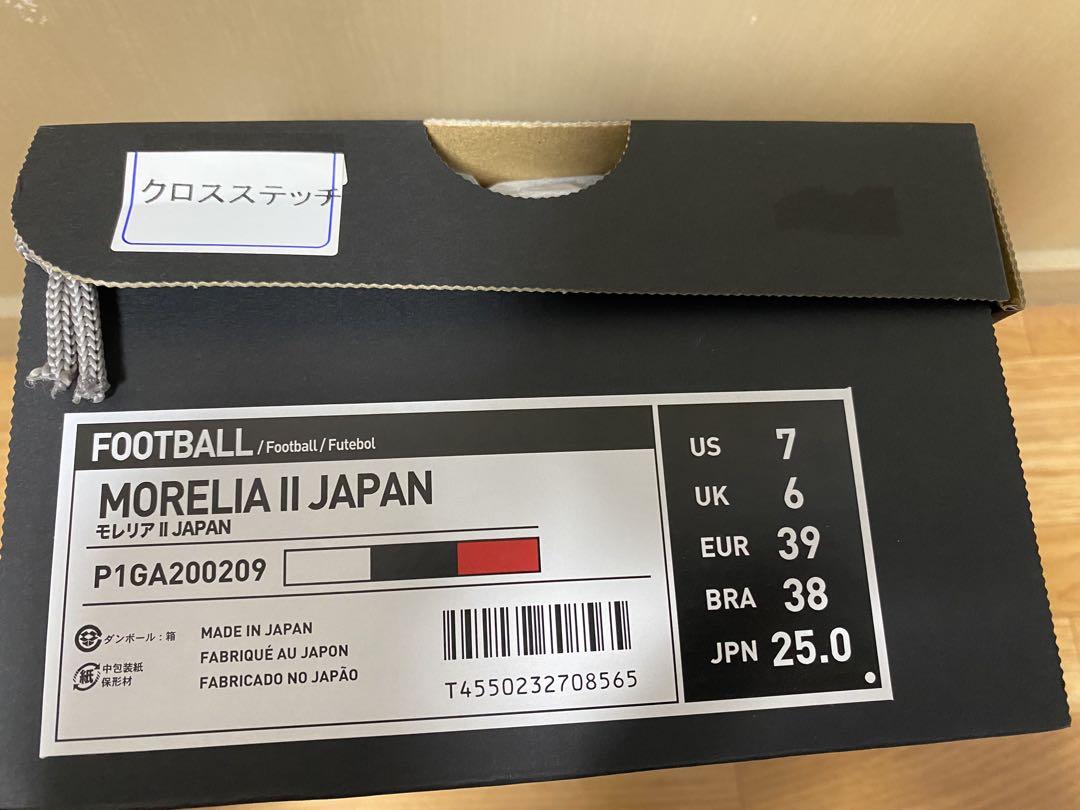 クロスステッチ
FOOTBALL / Football / Futebol
MORELIA II JAPAN
モレリア II JAPAN
P1GA200209
ダンボール : 箱
紙 中包装紙
保形材
MADE IN JAPAN
FABRIQUÉ AU JAPON
FABRICADO NO JAPÃO
T4550232708565
US 7
UK 6
EUR 39
BRA 38
JPN 25.0